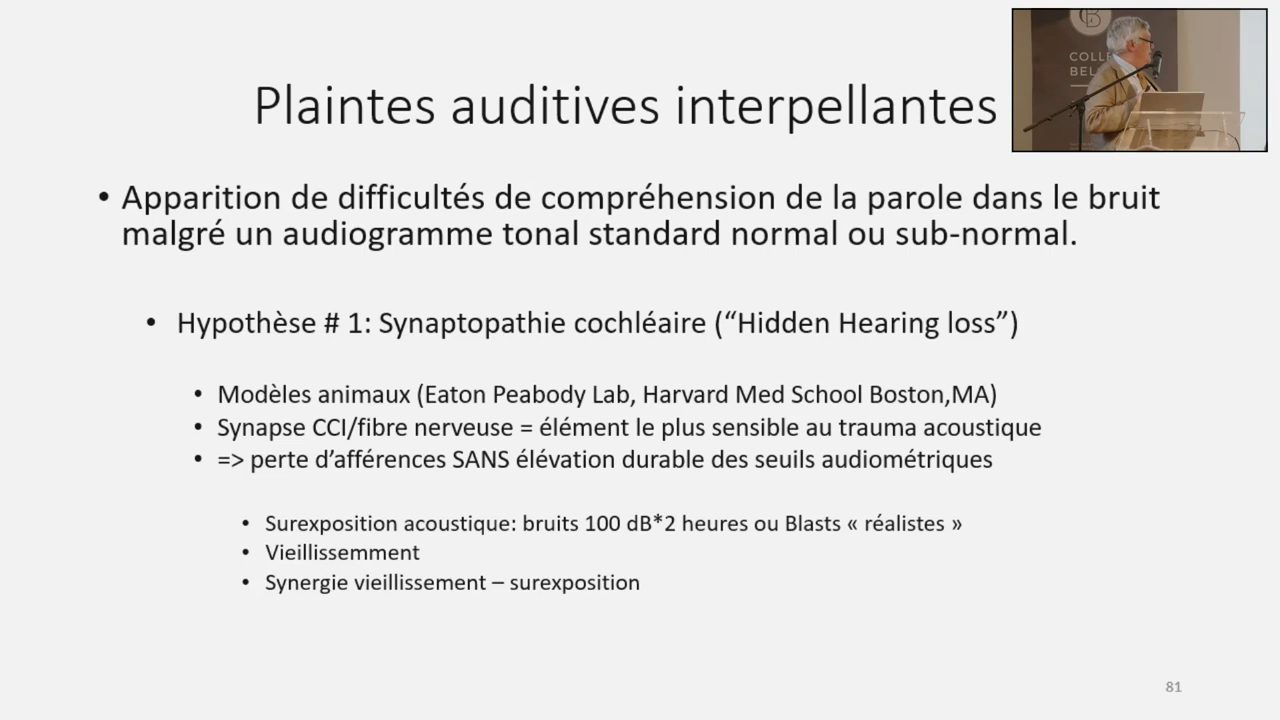 Plaintes auditives interpellantes
COLL
BEL
• Apparition de difficultés de compréhension de la parole dans le bruit
malgré un audiogramme tonal standard normal ou sub-normal.
• Hypothèse # 1: Synaptopathie cochléaire (“Hidden Hearing loss”)
• Modèles animaux (Eaton Peabody Lab, Harvard Med School Boston,MA)
• Synapse CCI/fibre nerveuse = élément le plus sensible au trauma acoustique
• => perte d’afférences SANS élévation durable des seuils audiométriques
• Surexposition acoustique: bruits 100 dB*2 heures ou Blasts « réalistes »
• Vieillissemment
• Synergie vieillissement – surexposition
81